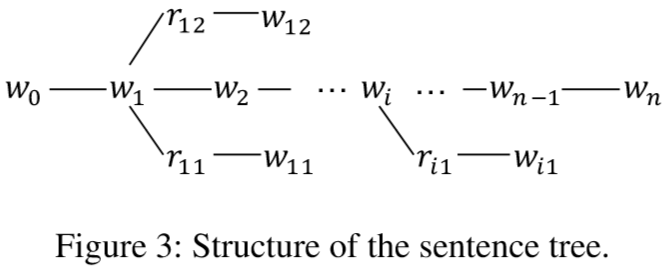 r₁₂ w₁₂
w₀ w₁ w₂ ⋯ wᵢ ⋯ wₙ₋₁ wₙ
r₁₁ w₁₁ rᵢ₁ wᵢ₁
Figure 3: Structure of the sentence tree.